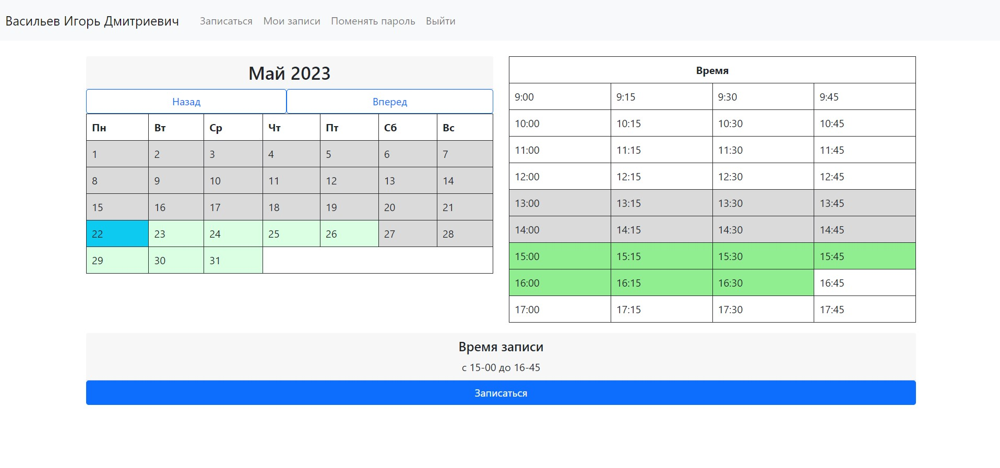 Васильев Игорь Дмитриевич Записаться Мои записи Поменять пароль Выйти
Май 2023
Назад Вперед
Пн Вт Ср Чт Пт Сб Вс
1 2 3 4 5 6 7
8 9 10 11 12 13 14
15 16 17 18 19 20 21
22 23 24 25 26 27 28
29 30 31
Время
9:00 9:15 9:30 9:45
10:00 10:15 10:30 10:45
11:00 11:15 11:30 11:45
12:00 12:15 12:30 12:45
13:00 13:15 13:30 13:45
14:00 14:15 14:30 14:45
15:00 15:15 15:30 15:45
16:00 16:15 16:30 16:45
17:00 17:15 17:30 17:45
Время записи
с 15-00 до 16-45
Записаться